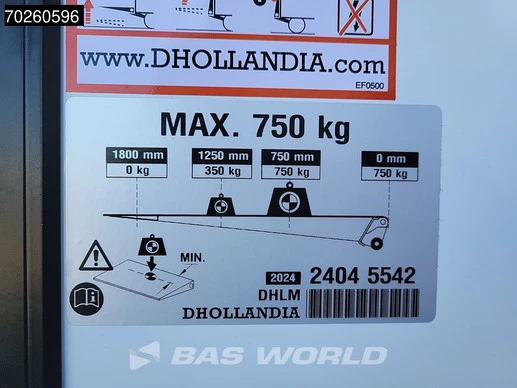 70260596
www.DHOLLANDIA.com
EF0500
MAX. 750 kg
1800 mm 1250 mm 750 mm 0 mm
0 kg 350 kg 750 kg 750 kg
MIN.
2024 2404 5542
DHLM
DHOLLANDIA
BAS WORLD